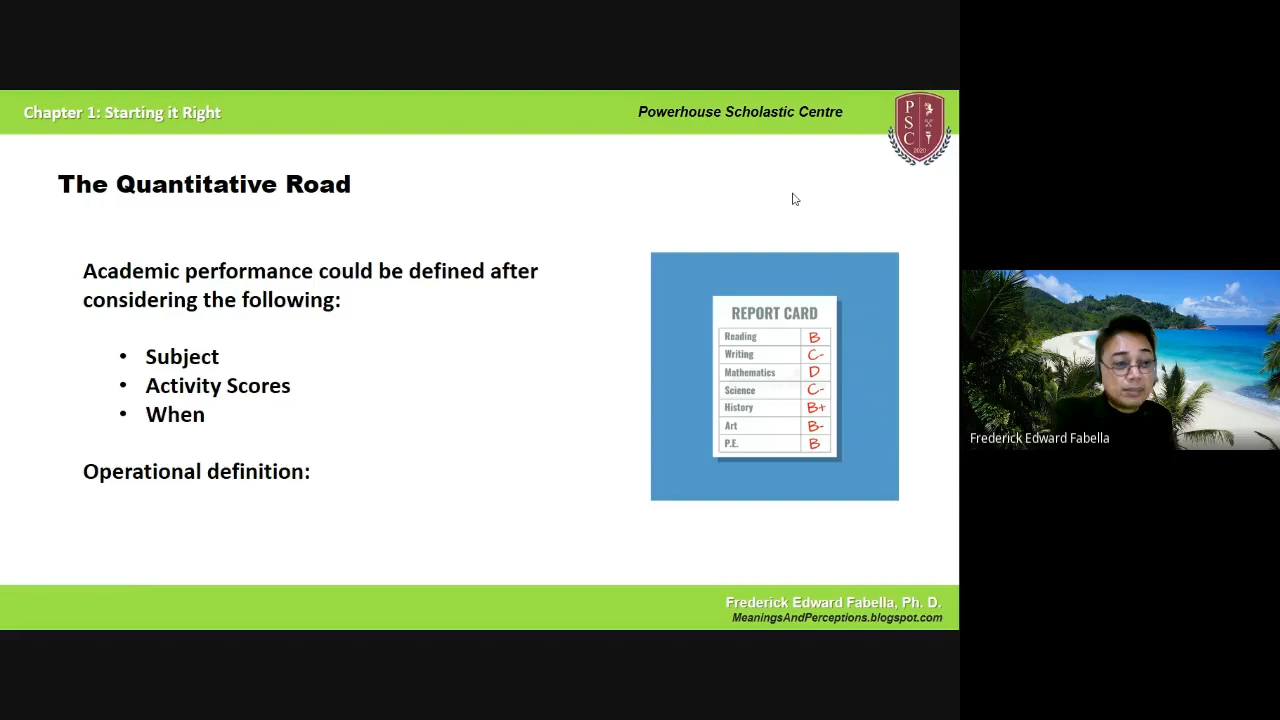 Chapter 1: Starting it Right
Powerhouse Scholastic Centre
P
S
C
2020
The Quantitative Road
Academic performance could be defined after
considering the following:
• Subject
• Activity Scores
• When
Operational definition:
REPORT CARD
Reading B
Writing C-
Mathematics D
Science C-
History B+
Art B-
P.E. B
Frederick Edward Fabella
Frederick Edward Fabella, Ph. D.
MeaningsAndPerceptions.blogspot.com